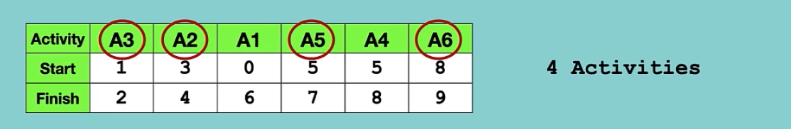 Activity A3 A2 A1 A5 A4 A6
Start 1 3 0 5 5 8
Finish 2 4 6 7 8 9
4 Activities